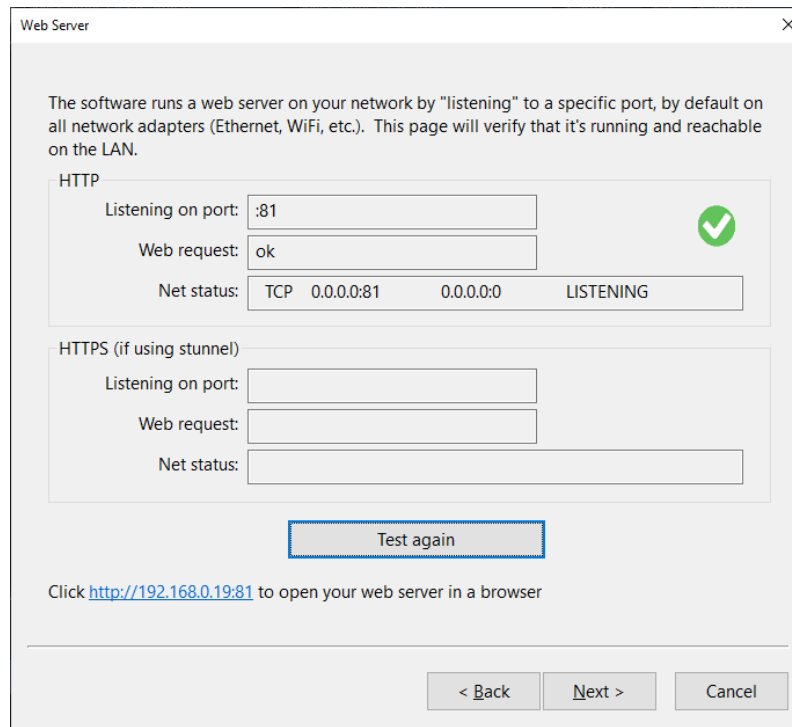 Web Server
The software runs a web server on your network by "listening" to a specific port, by default on
all network adapters (Ethernet, WiFi, etc.).  This page will verify that it's running and reachable
on the LAN.
HTTP
Listening on port: :81
Web request: ok
Net status: TCP 0.0.0.0:81 0.0.0.0:0 LISTENING
HTTPS (if using stunnel)
Listening on port:
Web request:
Net status:
Test again
Click http://192.168.0.19:81 to open your web server in a browser
< Back Next > Cancel